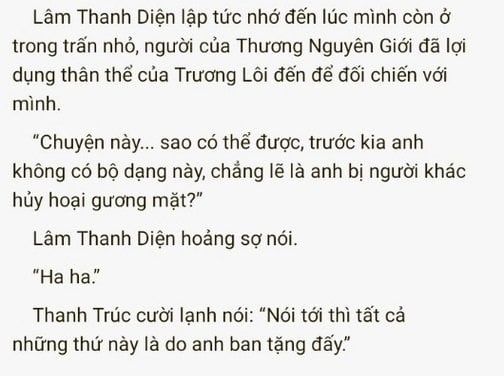 Lâm Thanh Diện lập tức nhớ đến lúc mình còn ở
trong trấn nhỏ, người của Thương Nguyên Giới đã lợi
dụng thân thể của Trương Lôi đến để đối chiến với
mình.
“Chuyện này... sao có thể được, trước kia anh
không có bộ dạng này, chẳng lẽ là anh bị người khác
hủy hoại gương mặt?”
Lâm Thanh Diện hoảng sợ nói.
“Ha ha.”
Thanh Trúc cười lạnh nói: “Nói tới thì tất cả
những thứ này là do anh ban tặng đấy.”